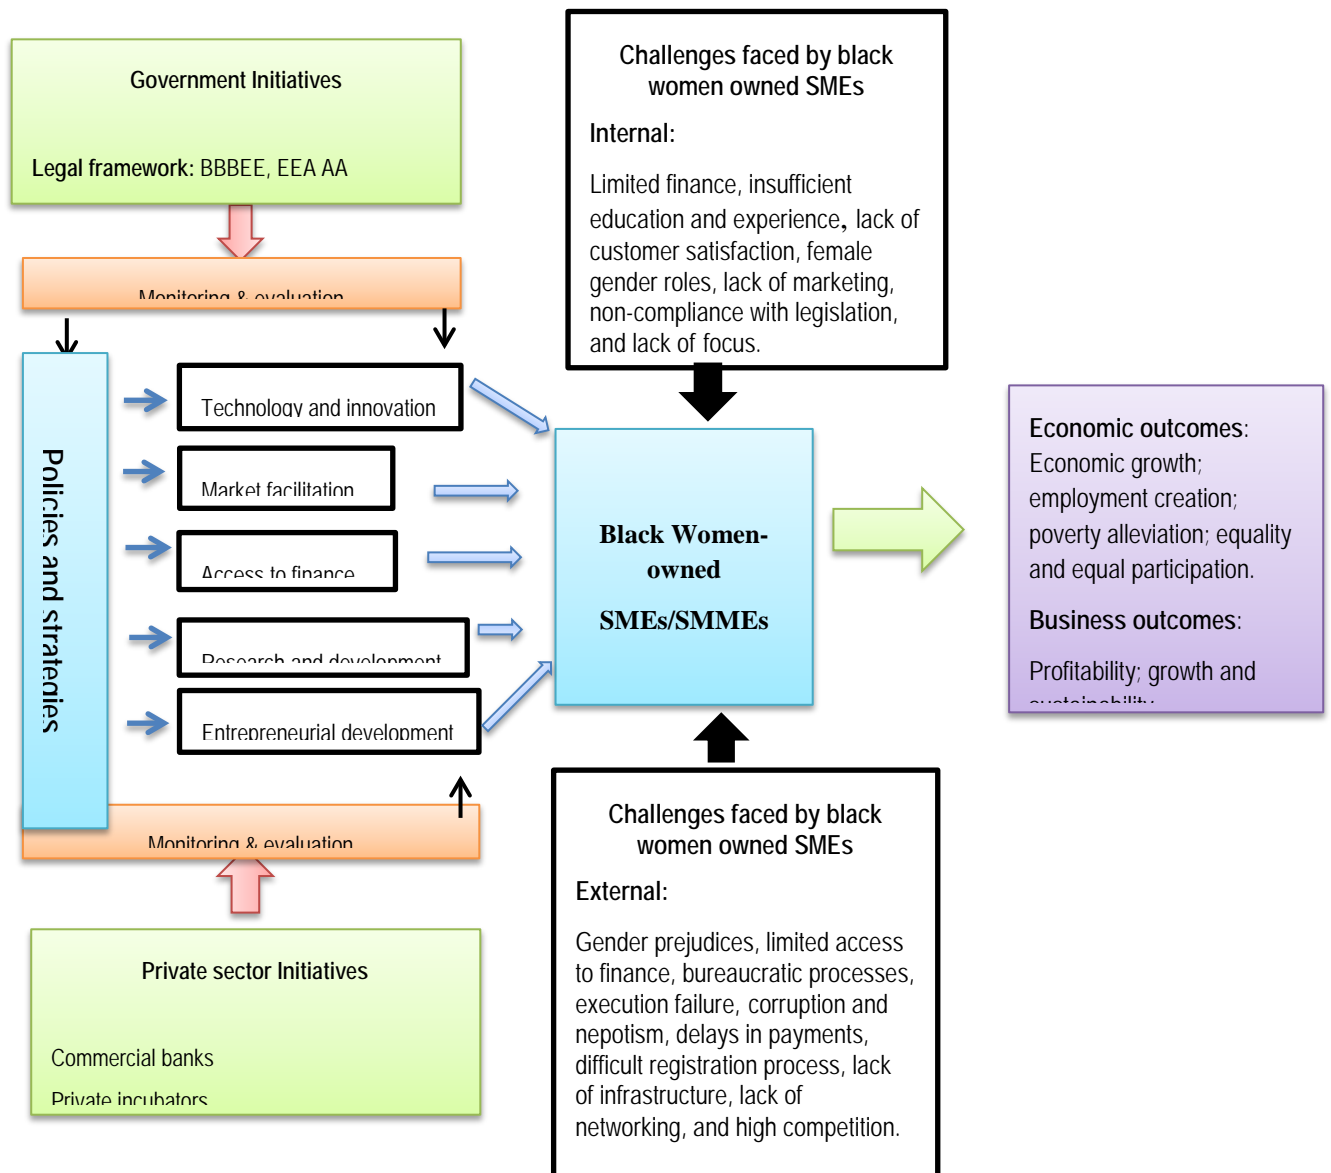 Government Initiatives
Legal framework: BBBEE, EEA AA
Monitoring & evaluation
Policies and strategies
Technology and innovation
Market facilitation
Access to finance
Research and development
Entrepreneurial development
Monitoring & evaluation
Private sector Initiatives
Commercial banks
Private incubators
Challenges faced by black
women owned SMEs
Internal:
Limited finance, insufficient
education and experience, lack of
customer satisfaction, female
gender roles, lack of marketing,
non-compliance with legislation,
and lack of focus.
Black Women-
owned
SMEs/SMMEs
Challenges faced by black
women owned SMEs
External:
Gender prejudices, limited access
to finance, bureaucratic processes,
execution failure, corruption and
nepotism, delays in payments,
difficult registration process, lack
of infrastructure, lack of
networking, and high competition.
Economic outcomes:
Economic growth;
employment creation;
poverty alleviation; equality
and equal participation.
Business outcomes:
Profitability; growth and
sustainability